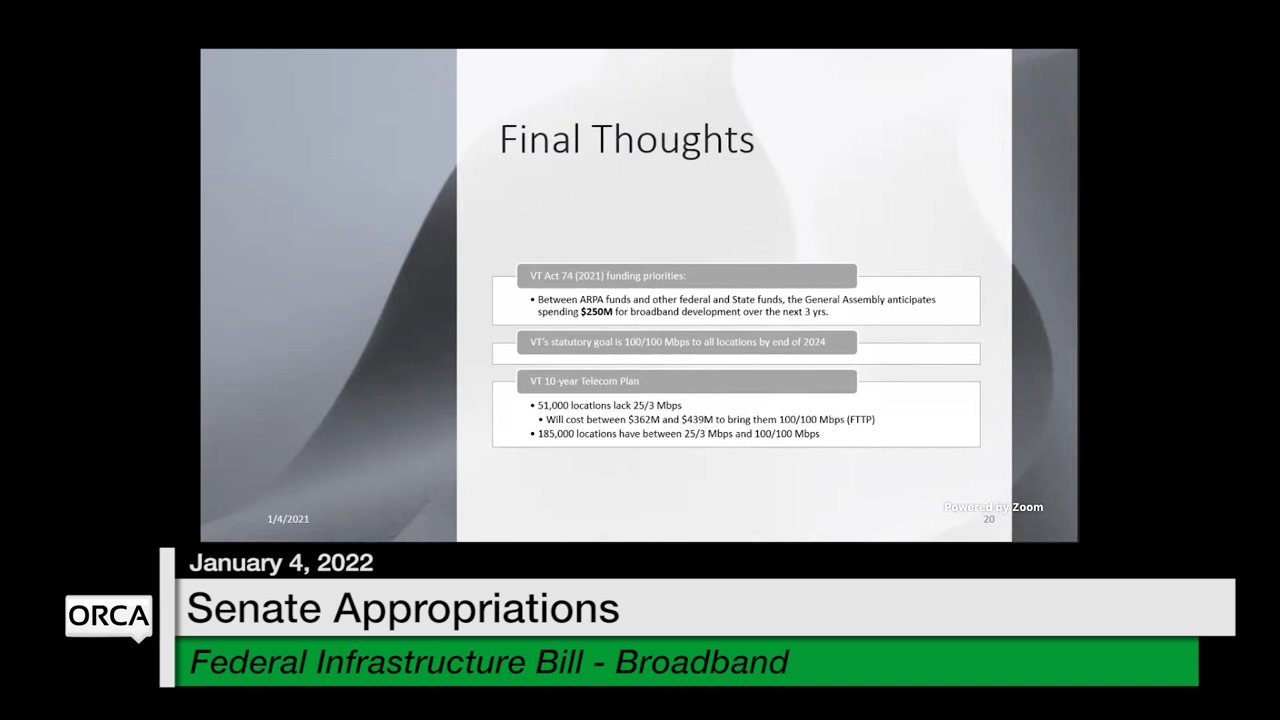 Final Thoughts
VT Act 74 (2021) funding priorities:
• Between ARPA funds and other federal and State funds, the General Assembly anticipates
spending $250M for broadband development over the next 3 yrs.
VT's statutory goal is 100/100 Mbps to all locations by end of 2024
VT 10-year Telecom Plan
• 51,000 locations lack 25/3 Mbps
• Will cost between $362M and $439M to bring them 100/100 Mbps (FTTP)
• 185,000 locations have between 25/3 Mbps and 100/100 Mbps
Powered by Zoom
1/4/2021
20
January 4, 2022
ORCA
Senate Appropriations
Federal Infrastructure Bill - Broadband